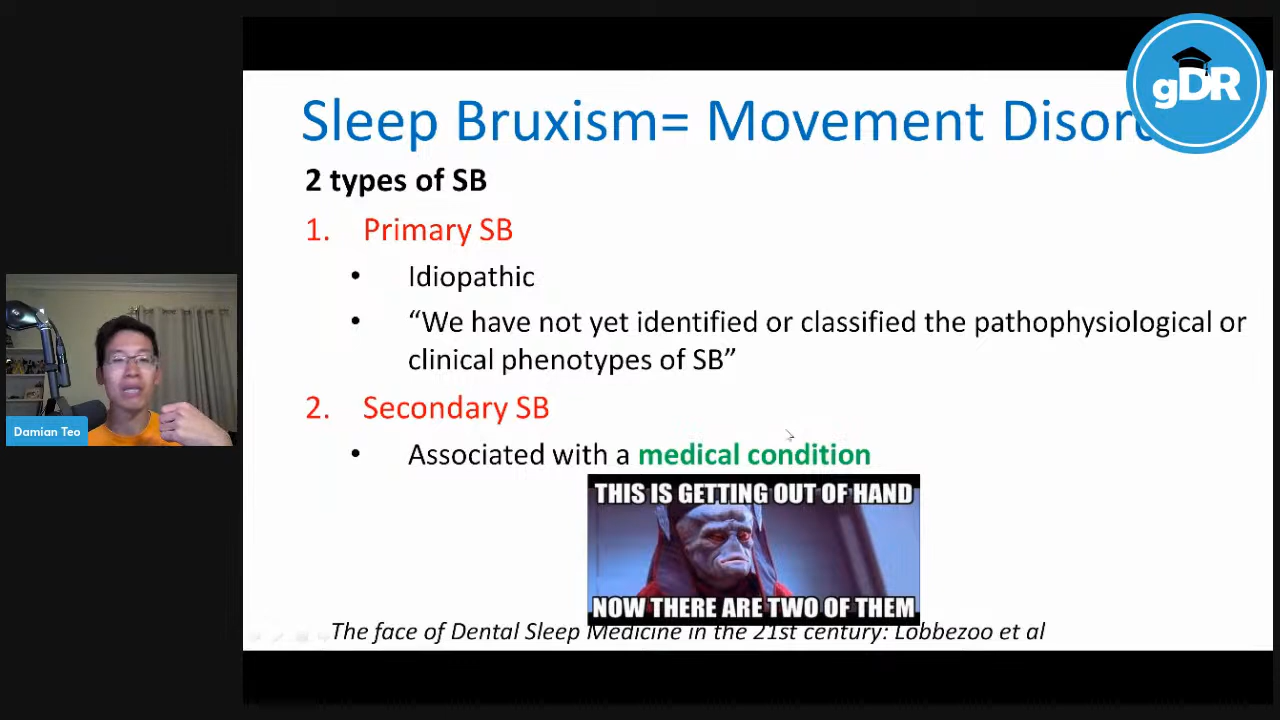 gDR
Sleep Bruxism= Movement Disor
2 types of SB
1. Primary SB
• Idiopathic
• “We have not yet identified or classified the pathophysiological or
clinical phenotypes of SB”
2. Secondary SB
• Associated with a medical condition
THIS IS GETTING OUT OF HAND
NOW THERE ARE TWO OF THEM
The face of Dental Sleep Medicine in the 21st century: Lobbezoo et al
Damian Teo